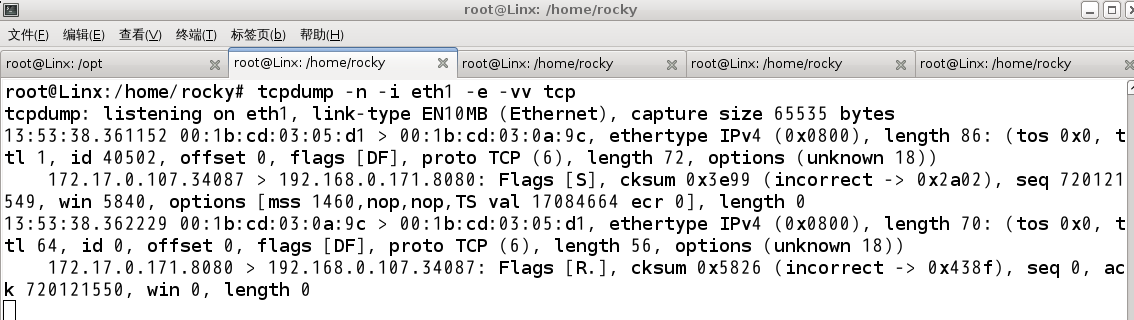 root@Linx: /home/rocky
文件(F) 编辑(E) 查看(V) 终端(T) 标签页(b) 帮助(H)
root@Linx: /opt root@Linx: /home/rocky root@Linx: /home/rocky root@Linx: /home/rocky root@Linx: /home/rocky
root@Linx:/home/rocky# tcpdump -n -i eth1 -e -vv tcp
tcpdump: listening on eth1, link-type EN10MB (Ethernet), capture size 65535 bytes
13:53:38.361152 00:1b:cd:03:05:d1 > 00:1b:cd:03:0a:9c, ethertype IPv4 (0x0800), length 86: (tos 0x0, t
tl 1, id 40502, offset 0, flags [DF], proto TCP (6), length 72, options (unknown 18))
    172.17.0.107.34087 > 192.168.0.171.8080: Flags [S], cksum 0x3e99 (incorrect -> 0x2a02), seq 720121
549, win 5840, options [mss 1460,nop,nop,TS val 17084664 ecr 0], length 0
13:53:38.362229 00:1b:cd:03:0a:9c > 00:1b:cd:03:05:d1, ethertype IPv4 (0x0800), length 70: (tos 0x0, t
tl 64, id 0, offset 0, flags [DF], proto TCP (6), length 56, options (unknown 18))
    172.17.0.171.8080 > 192.168.0.107.34087: Flags [R.], cksum 0x5826 (incorrect -> 0x438f), seq 0, ac
k 720121550, win 0, length 0